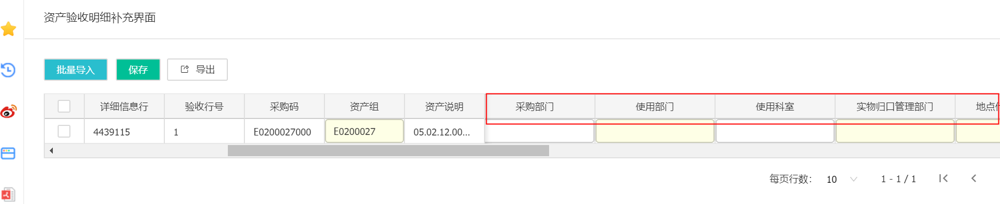 资产验收明细补充界面
批量导入 保存 导出
详细信息行 验收行号 采购码 资产组 资产说明 采购部门 使用部门 使用科室 实物归口管理部门 地点
4439115 1 E0200027000 E0200027 05.02.12.00...
每页行数: 10 1 - 1 / 1